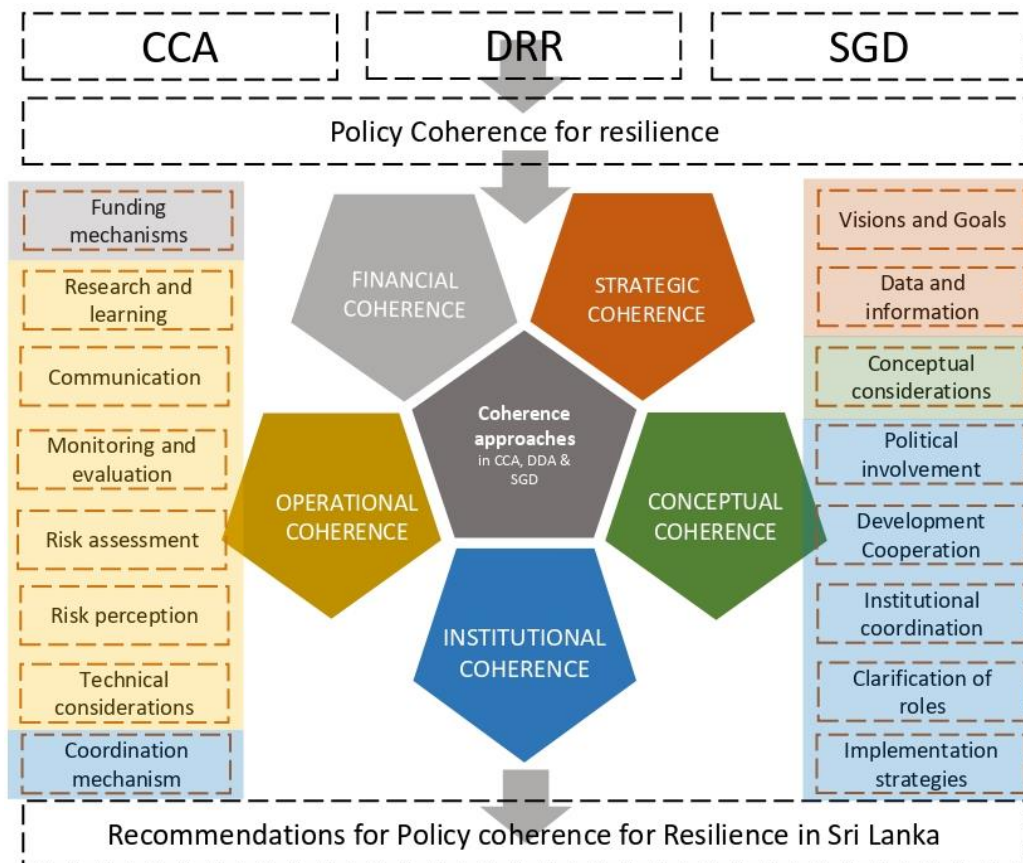 CCA
DRR
SGD
Policy Coherence for resilience
Funding
mechanisms
Research and
learning
Communication
Monitoring and
evaluation
Risk assessment
Risk perception
Technical
considerations
Coordination
mechanism
FINANCIAL
COHERENCE
STRATEGIC
COHERENCE
Coherence
approaches
in CCA, DDA &
SGD
OPERATIONAL
COHERENCE
CONCEPTUAL
COHERENCE
INSTITUTIONAL
COHERENCE
Visions and Goals
Data and
information
Conceptual
considerations
Political
involvement
Development
Cooperation
Institutional
coordination
Clarification of
roles
Implementation
strategies
Recommendations for Policy coherence for Resilience in Sri Lanka